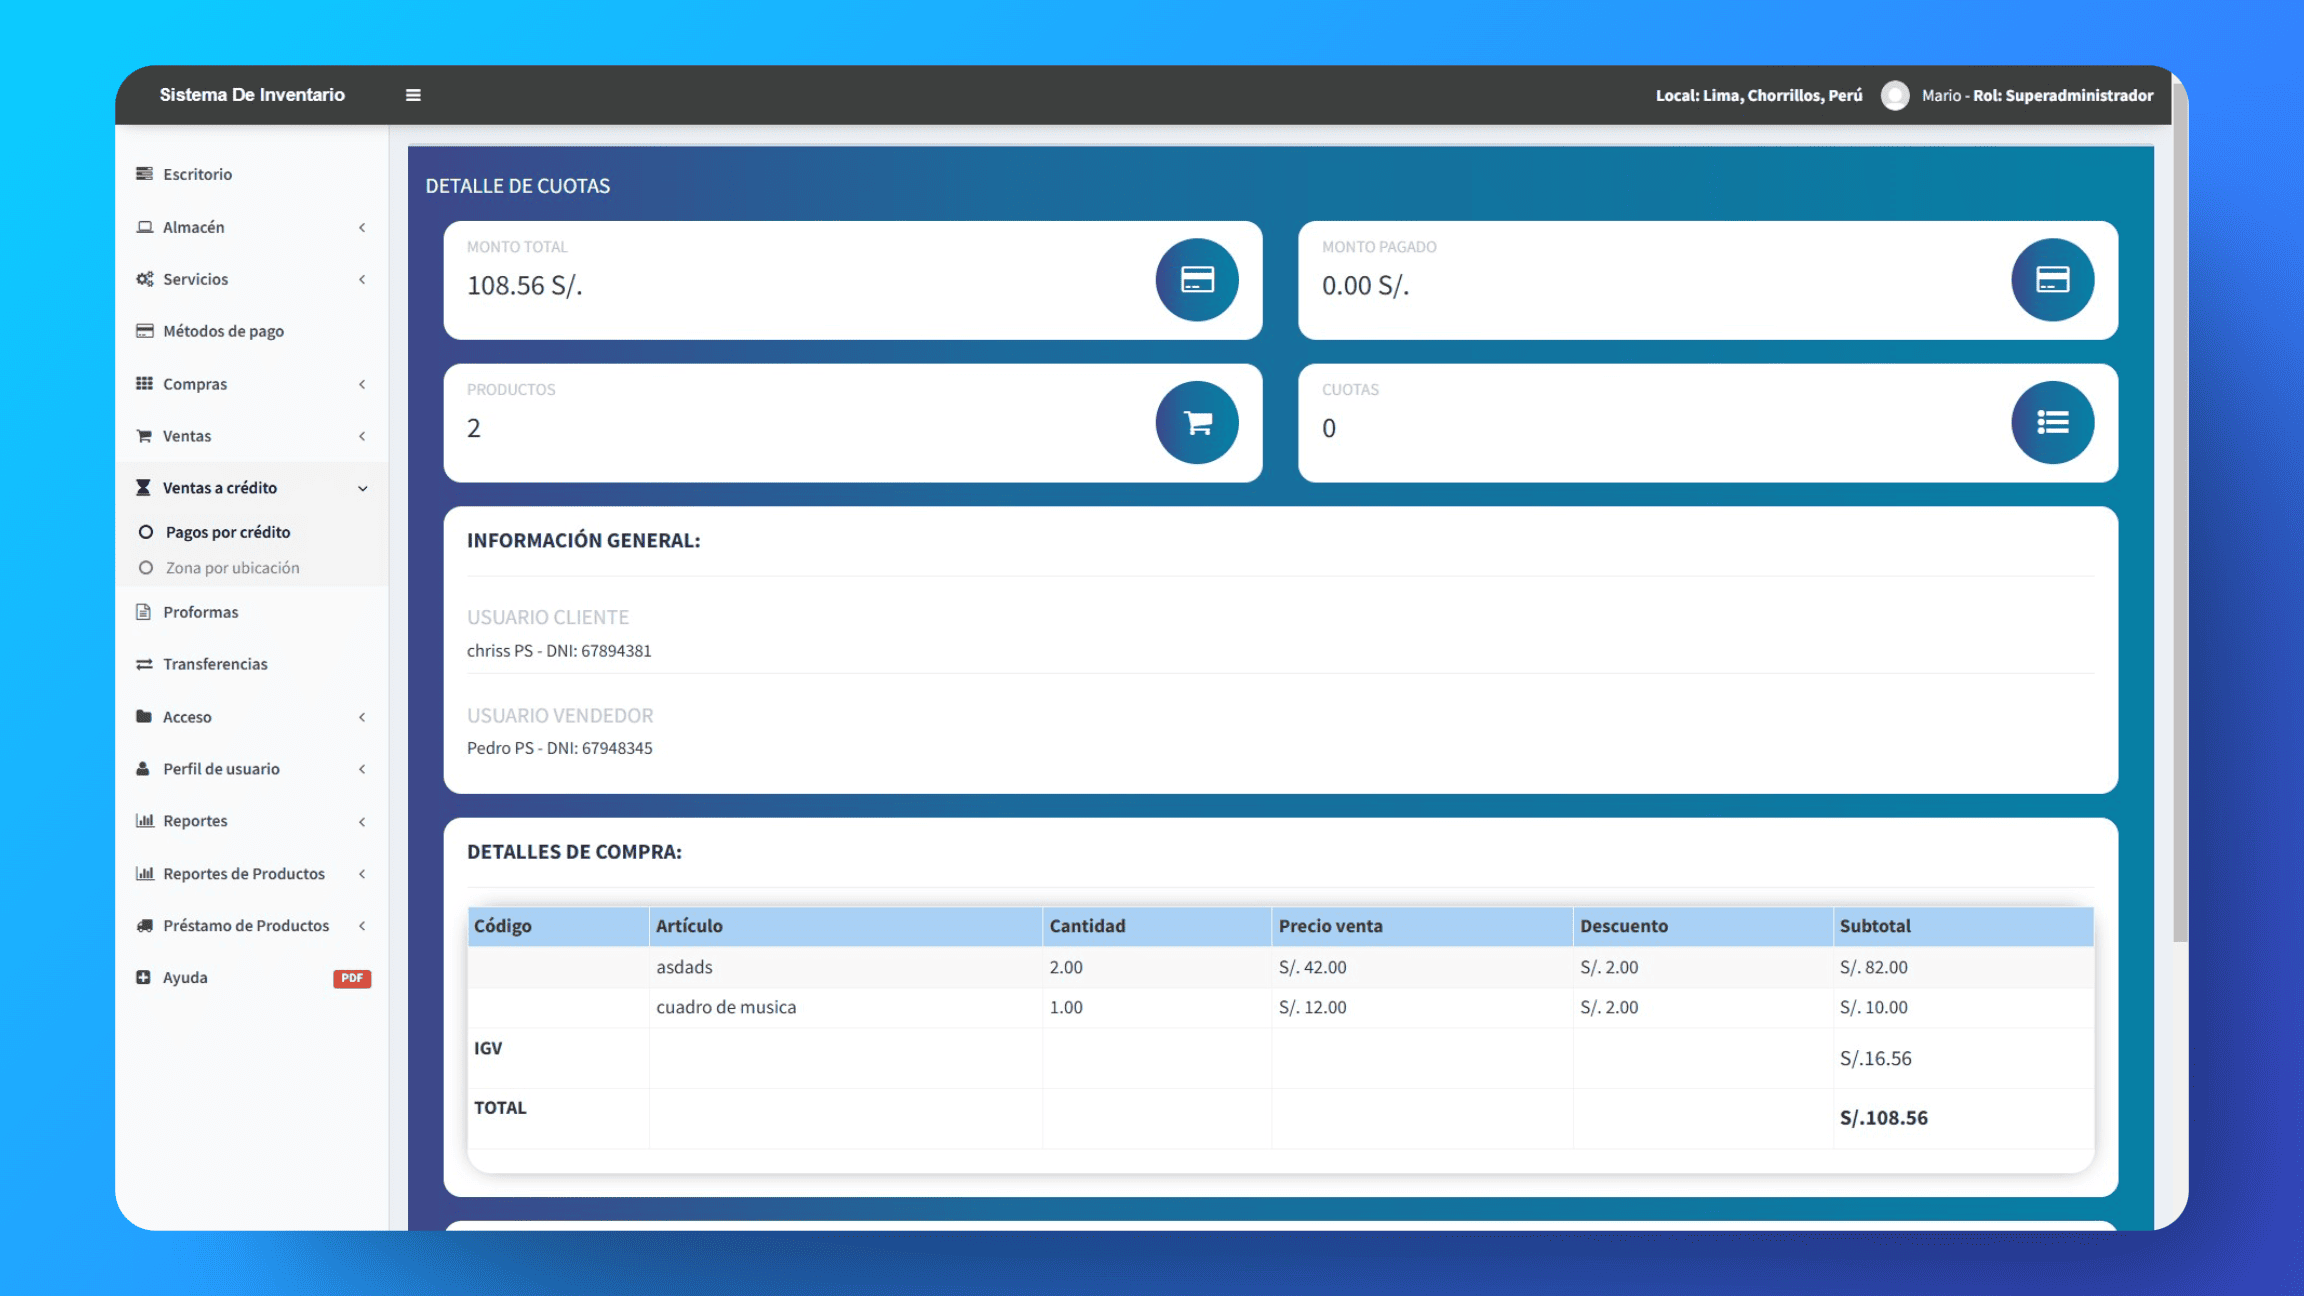 Sistema De Inventario
Local: Lima, Chorrillos, Perú Mario - Rol: Superadministrador
Escritorio
Almacén
Servicios
Métodos de pago
Compras
Ventas
Ventas a crédito
Pagos por crédito
Zona por ubicación
Proformas
Transferencias
Acceso
Perfil de usuario
Reportes
Reportes de Productos
Préstamo de Productos
Ayuda PDF
DETALLE DE CUOTAS
MONTO TOTAL
108.56 S/.
MONTO PAGADO
0.00 S/.
PRODUCTOS
2
CUOTAS
0
INFORMACIÓN GENERAL:
USUARIO CLIENTE
chriss PS - DNI: 67894381
USUARIO VENDEDOR
Pedro PS - DNI: 67948345
DETALLES DE COMPRA:
Código Artículo Cantidad Precio venta Descuento Subtotal
asdads 2.00 S/. 42.00 S/. 2.00 S/. 82.00
cuadro de musica 1.00 S/. 12.00 S/. 2.00 S/. 10.00
IGV S/.16.56
TOTAL S/.108.56